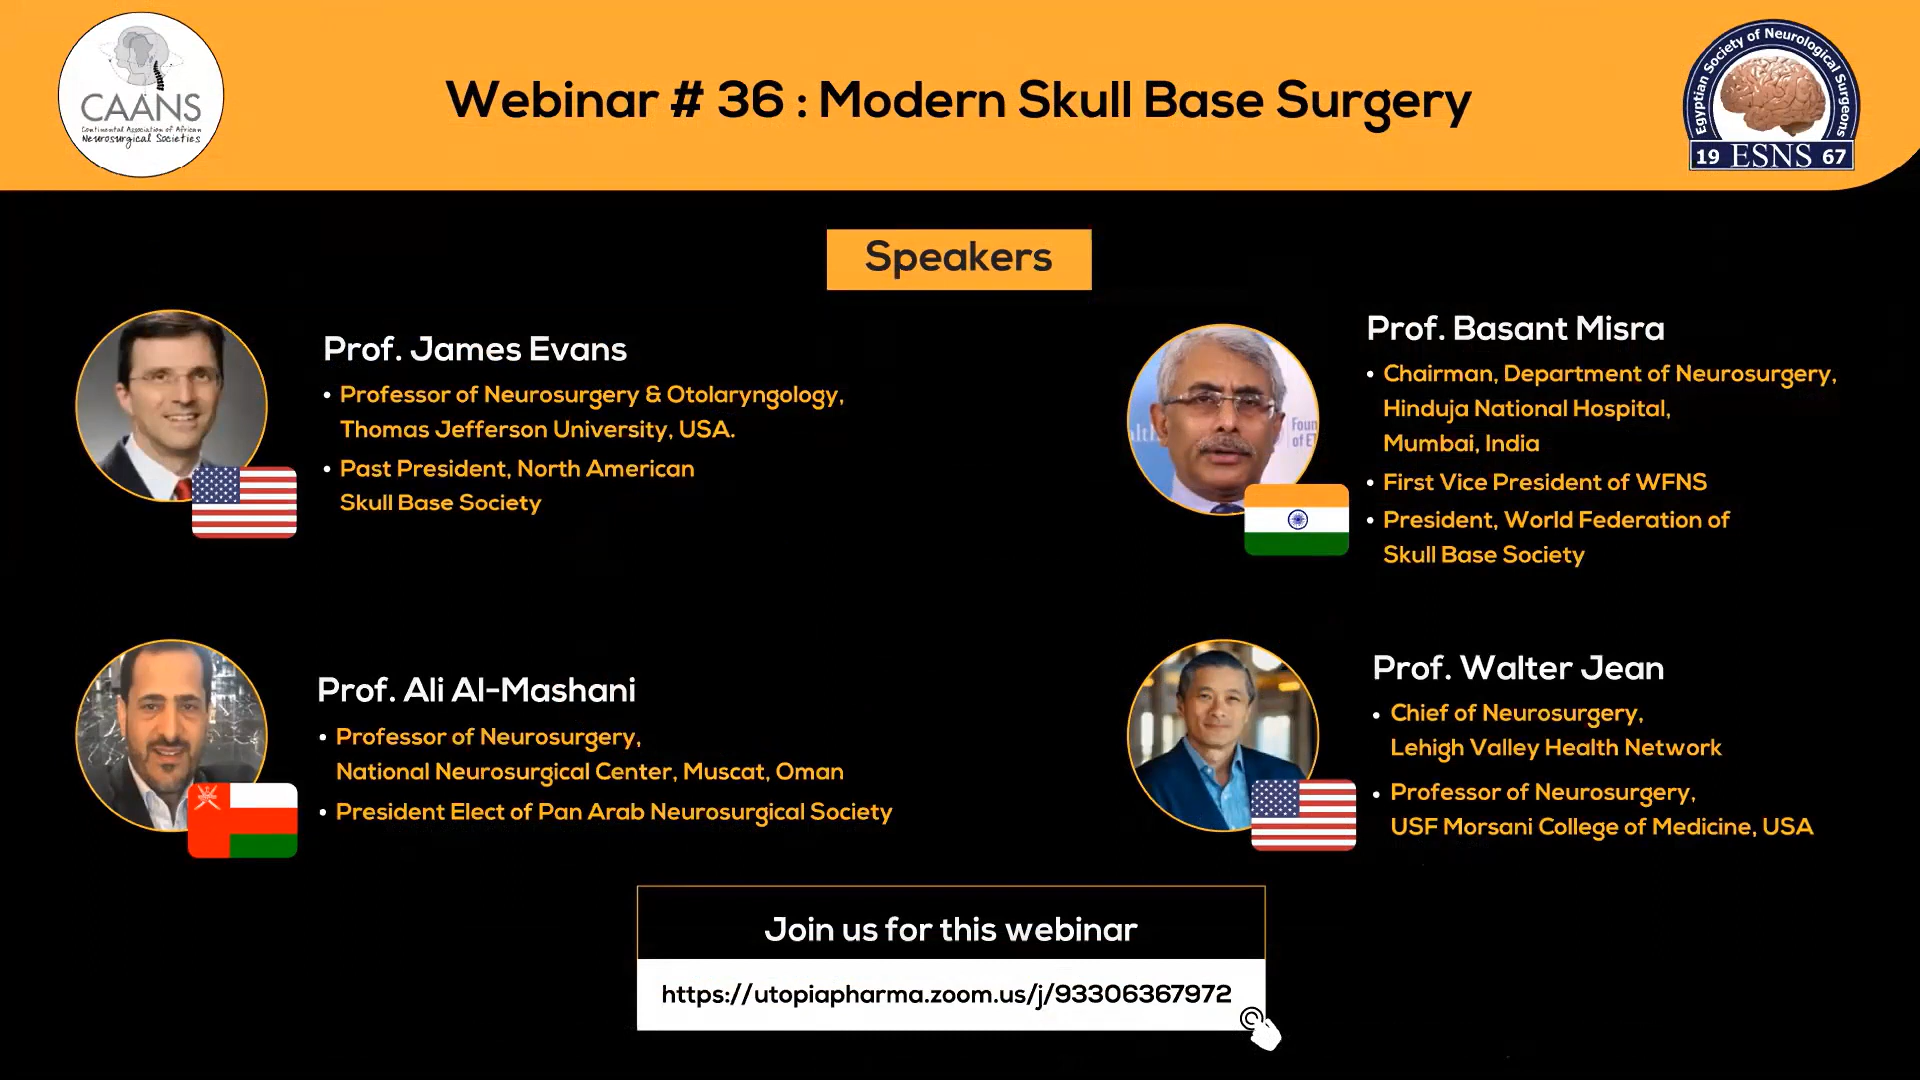 CAANS
Continental Association of African
Neurosurgical Societies
Webinar # 36 : Modern Skull Base Surgery
Egyptian Society of Neurological Surgeons
19 ESNS 67
Speakers
Prof. James Evans
• Professor of Neurosurgery & Otolaryngology,
Thomas Jefferson University, USA.
• Past President, North American
Skull Base Society
Prof. Basant Misra
• Chairman, Department of Neurosurgery,
Hinduja National Hospital,
Mumbai, India
• First Vice President of WFNS
• President, World Federation of
Skull Base Society
Foun
of ET
Prof. Ali Al-Mashani
• Professor of Neurosurgery,
National Neurosurgical Center, Muscat, Oman
• President Elect of Pan Arab Neurosurgical Society
Prof. Walter Jean
• Chief of Neurosurgery,
Lehigh Valley Health Network
• Professor of Neurosurgery,
USF Morsani College of Medicine, USA
Join us for this webinar
https://utopiapharma.zoom.us/j/93306367972